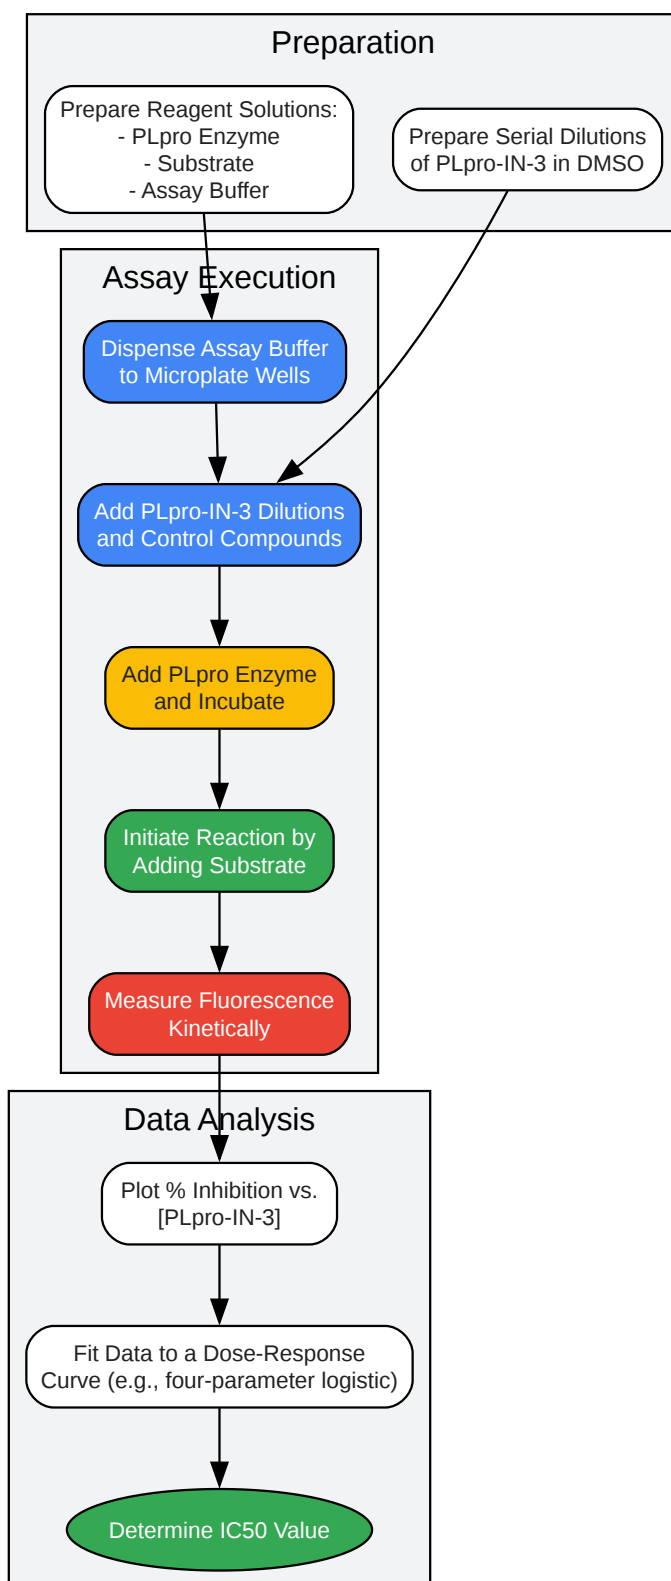 Preparation
Prepare Reagent Solutions:
- PLpro Enzyme
- Substrate
- Assay Buffer
Prepare Serial Dilutions
of PLpro-IN-3 in DMSO
Assay Execution
Dispense Assay Buffer
to Microplate Wells
Add PLpro-IN-3 Dilutions
and Control Compounds
Add PLpro Enzyme
and Incubate
Initiate Reaction by
Adding Substrate
Measure Fluorescence
Kinetically
Data Analysis
Plot % Inhibition vs.
[PLpro-IN-3]
Fit Data to a Dose-Response
Curve (e.g., four-parameter logistic)
Determine IC50 Value